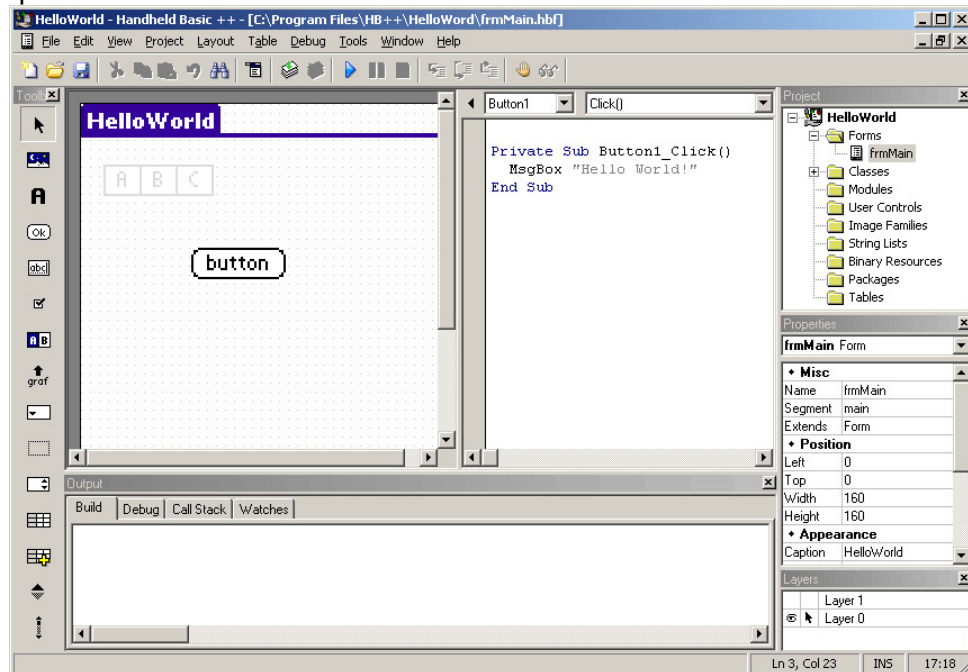 HelloWorld - Handheld Basic ++ - [C:\Program Files\HB++\HelloWord\frmMain.hbf]
File Edit View Project Layout Table Debug Tools Window Help
HelloWorld
A B C
button
Ok
abc
A B
graf
Button1 Click()
Private Sub Button1_Click()
MsgBox "Hello World!"
End Sub
Project
HelloWorld
Forms
frmMain
Classes
Modules
User Controls
Image Families
String Lists
Binary Resources
Packages
Tables
Properties
frmMain Form
Misc
Name frmMain
Segment main
Extends Form
Position
Left 0
Top 0
Width 160
Height 160
Appearance
Caption HelloWorld
Layers
Layer 1
Layer 0
Output
Build Debug Call Stack Watches
Ln 3, Col 23 INS 17:18